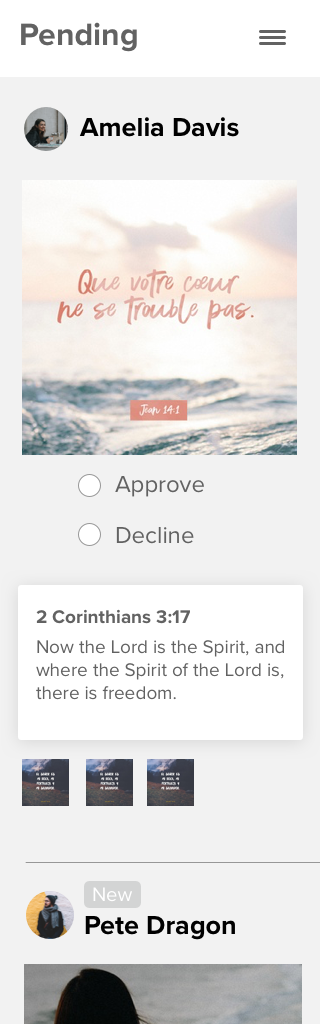 Pending
Amelia Davis
Que votre cœur
ne se trouble pas.
Jean 14:1
Approve
Decline
2 Corinthians 3:17
Now the Lord is the Spirit, and
where the Spirit of the Lord is,
there is freedom.
New
Pete Dragon